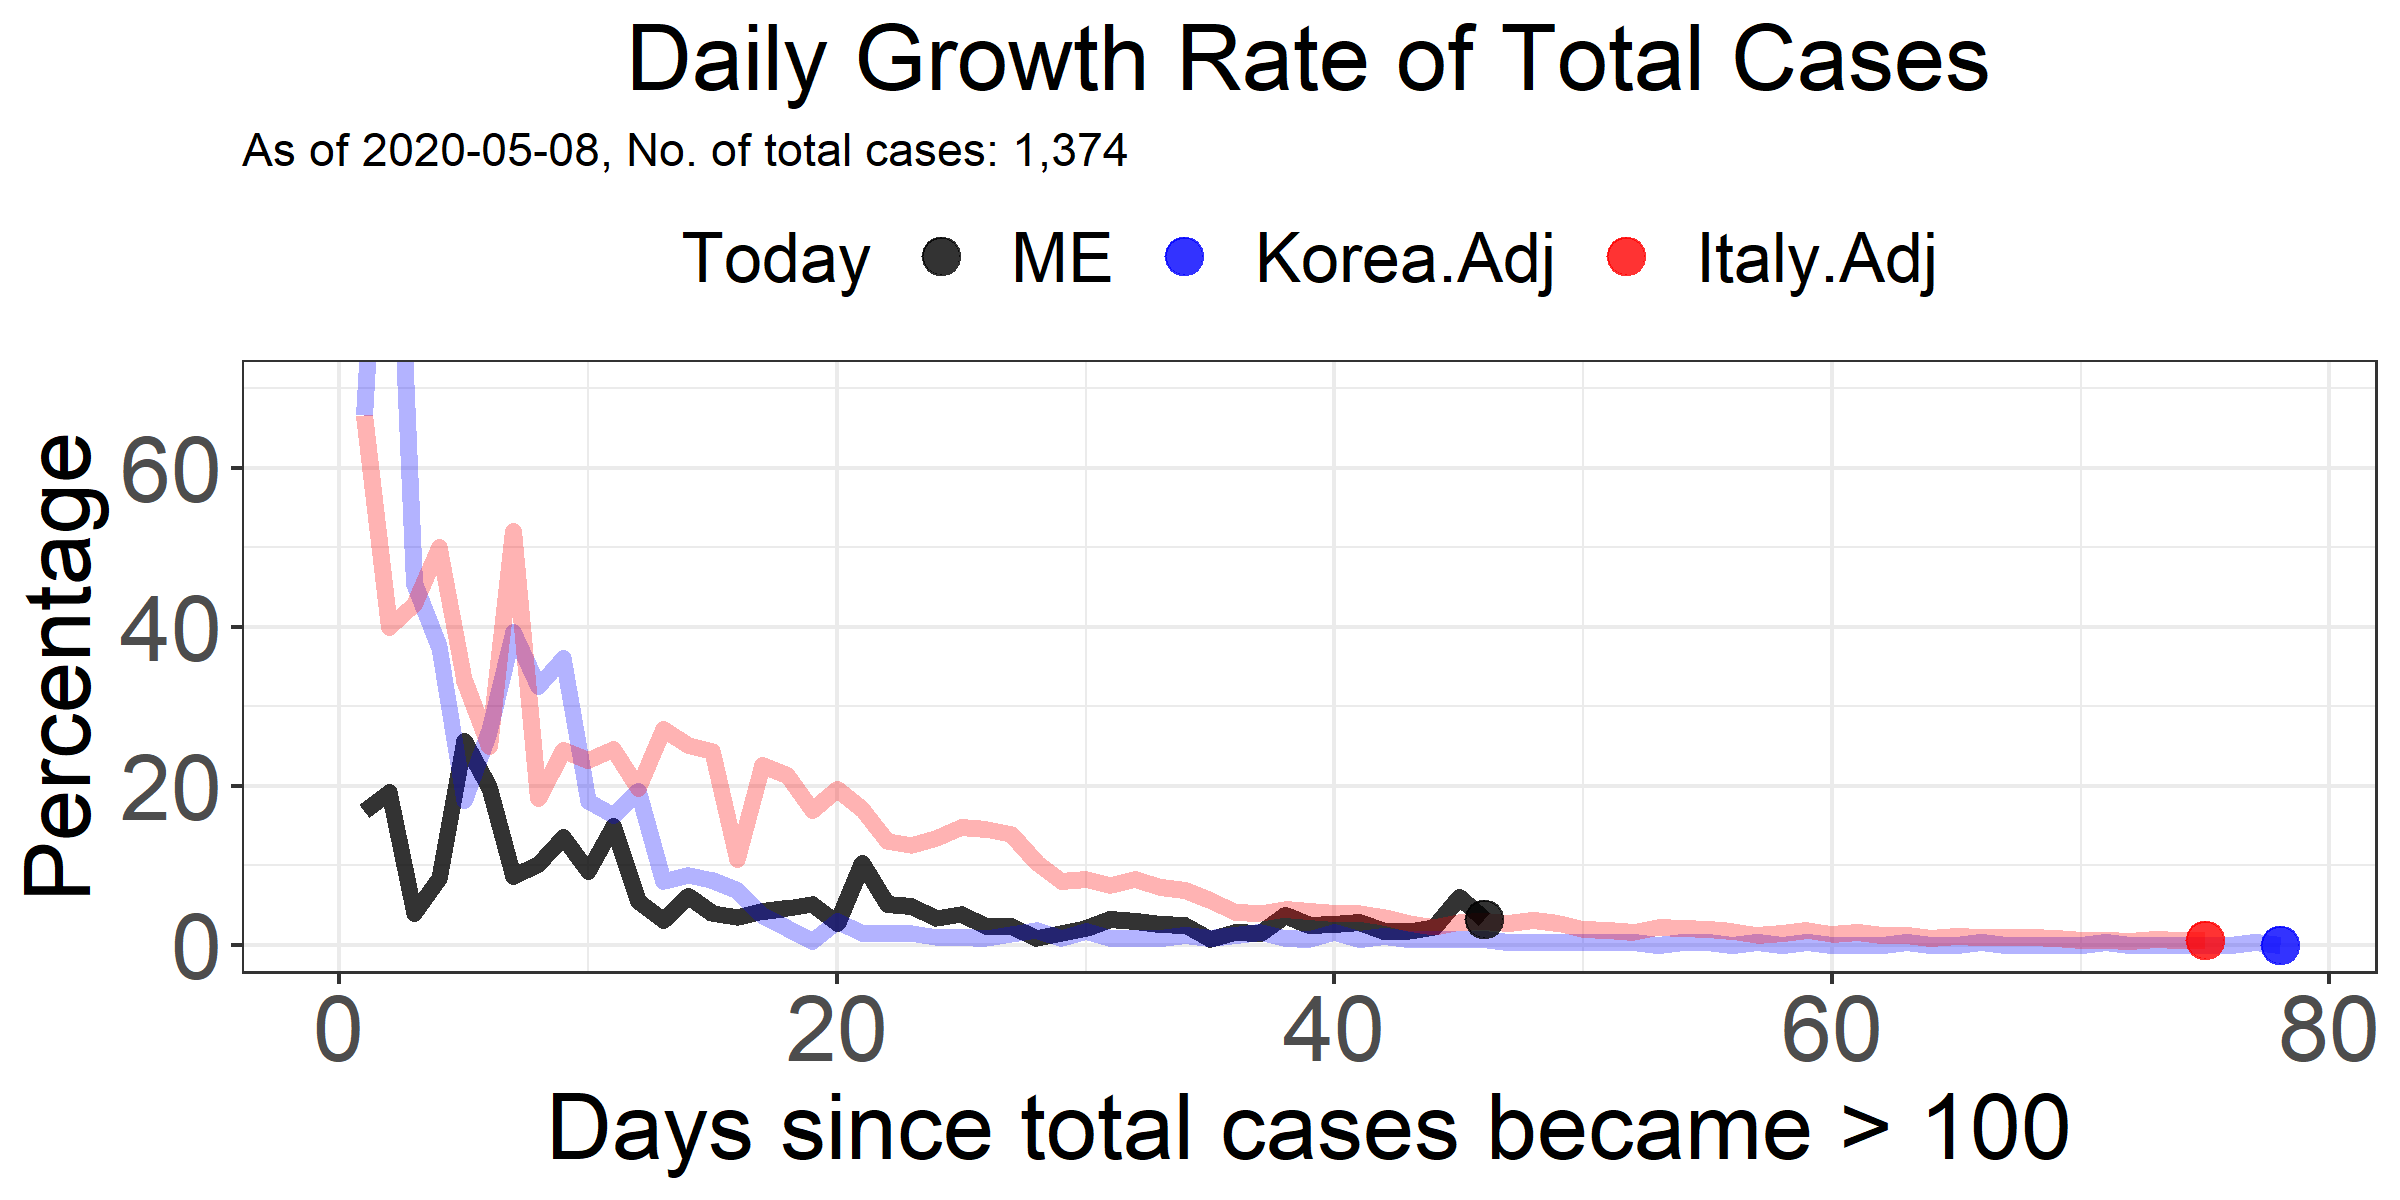 Daily Growth Rate of Total Cases
As of 2020-05-08, No. of total cases: 1,374
Today ME Korea.Adj Italy.Adj
Percentage
60
40
20
0
0 20 40 60 80
Days since total cases became > 100